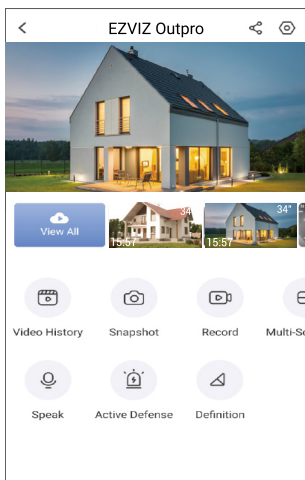 EZVIZ Outpro
View All
34"
15:57
34"
15:57
Video History
Snapshot
Record
Multi-Sc
Speak
Active Defense
Definition